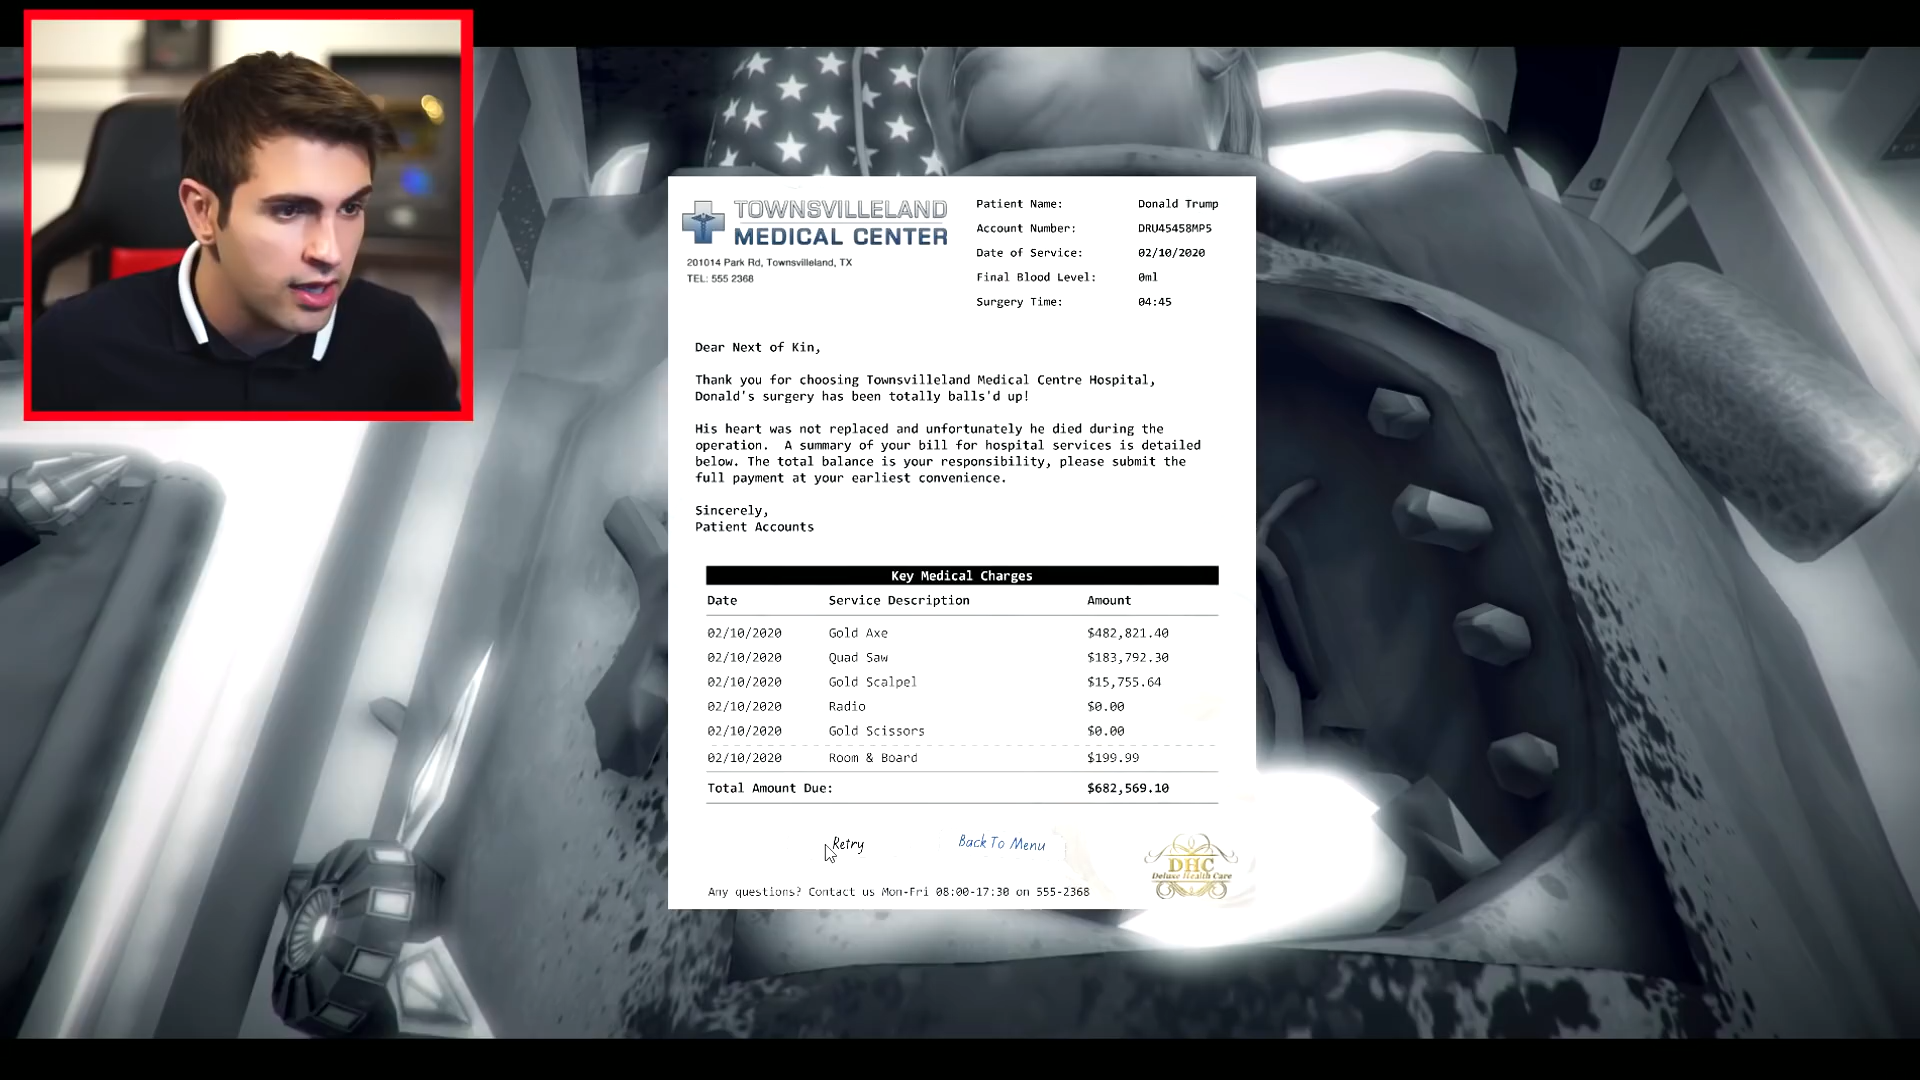 TOWNSVILLELAND
MEDICAL CENTER
201014 Park Rd, Townsvilleland, TX
TEL: 555 2368
Patient Name: Donald Trump
Account Number: DRU45458MP5
Date of Service: 02/10/2020
Final Blood Level: 0ml
Surgery Time: 04:45
Dear Next of Kin,
Thank you for choosing Townsvilleland Medical Centre Hospital,
Donald's surgery has been totally balls'd up!
His heart was not replaced and unfortunately he died during the
operation. A summary of your bill for hospital services is detailed
below. The total balance is your responsibility, please submit the
full payment at your earliest convenience.
Sincerely,
Patient Accounts
Key Medical Charges
Date Service Description Amount
02/10/2020 Gold Axe $482,821.40
02/10/2020 Quad Saw $183,792.30
02/10/2020 Gold Scalpel $15,755.64
02/10/2020 Radio $0.00
02/10/2020 Gold Scissors $0.00
02/10/2020 Room & Board $199.99
Total Amount Due: $682,569.10
Retry Back To Menu
DHC
Deluxe Health Care
Any questions? Contact us Mon-Fri 08:00-17:30 on 555-2368